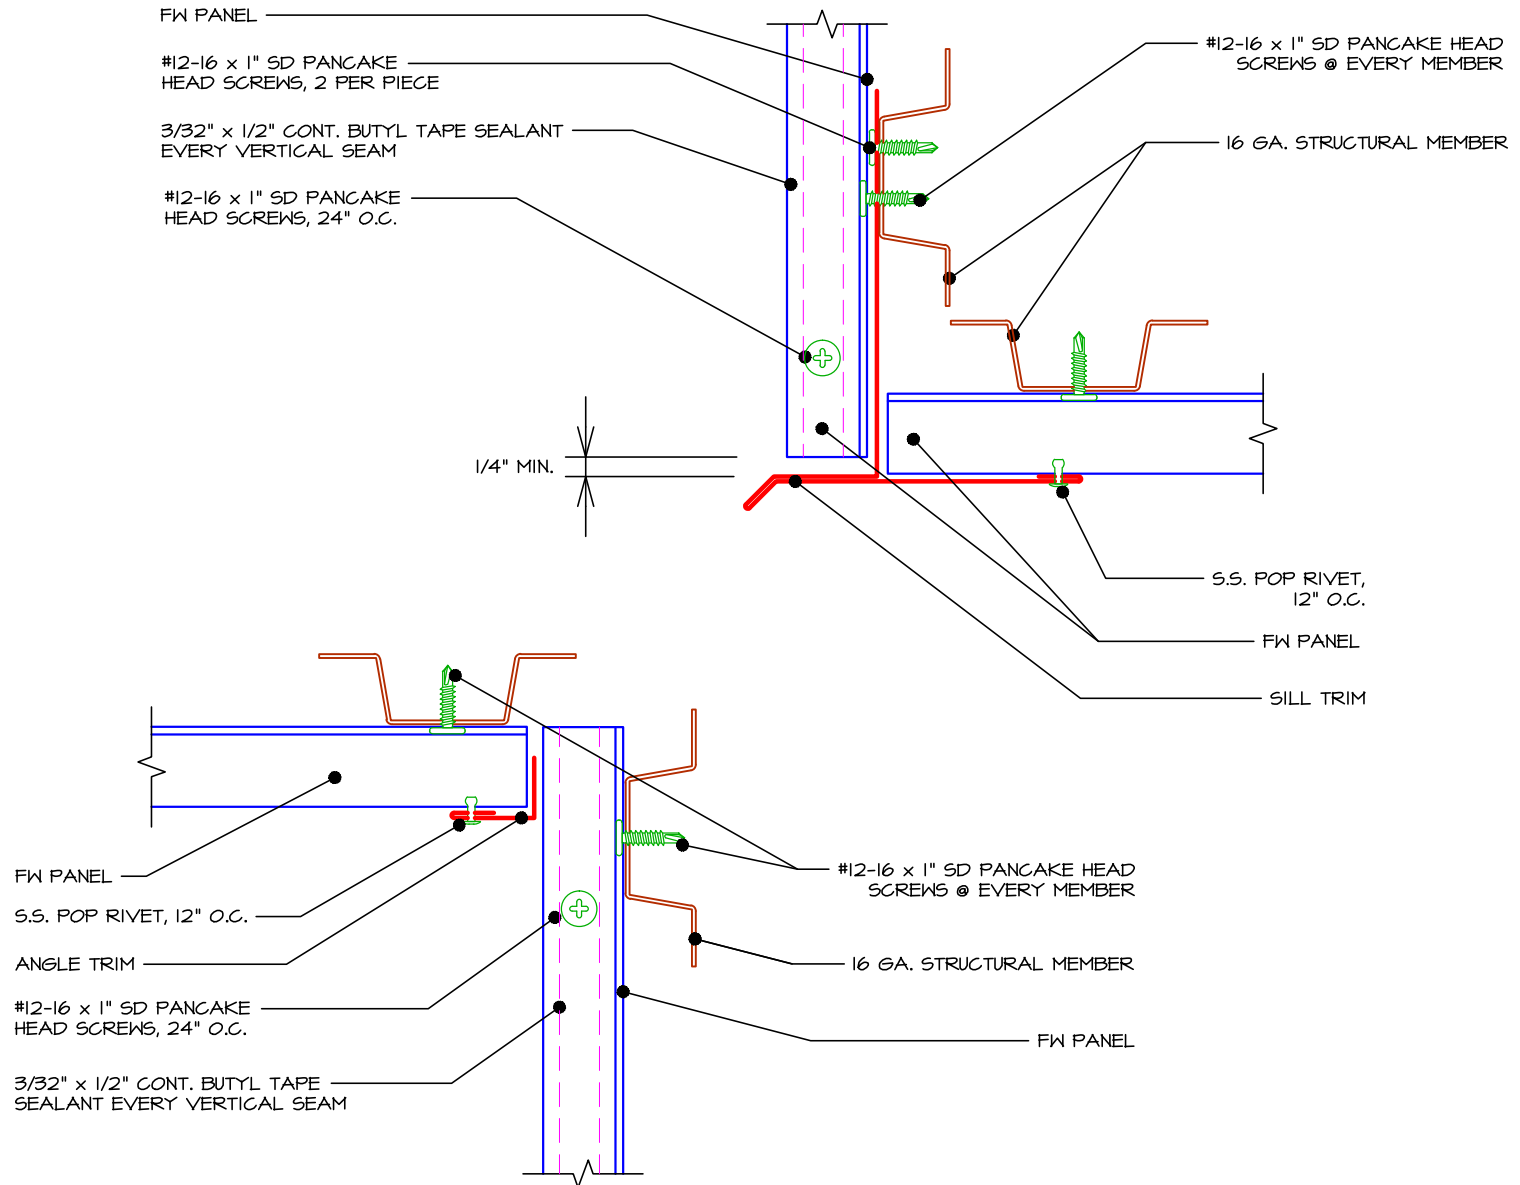 FW PANEL
#12-16 x 1" SD PANCAKE
HEAD SCREWS, 2 PER PIECE
3/32" x 1/2" CONT. BUTYL TAPE SEALANT
EVERY VERTICAL SEAM
#12-16 x 1" SD PANCAKE
HEAD SCREWS, 24" O.C.
#12-16 x 1" SD PANCAKE HEAD
SCREWS @ EVERY MEMBER
16 GA. STRUCTURAL MEMBER
1/4" MIN.
S.S. POP RIVET,
12" O.C.
FW PANEL
SILL TRIM
FW PANEL
S.S. POP RIVET, 12" O.C.
ANGLE TRIM
#12-16 x 1" SD PANCAKE
HEAD SCREWS, 24" O.C.
3/32" x 1/2" CONT. BUTYL TAPE
SEALANT EVERY VERTICAL SEAM
#12-16 x 1" SD PANCAKE HEAD
SCREWS @ EVERY MEMBER
16 GA. STRUCTURAL MEMBER
FW PANEL